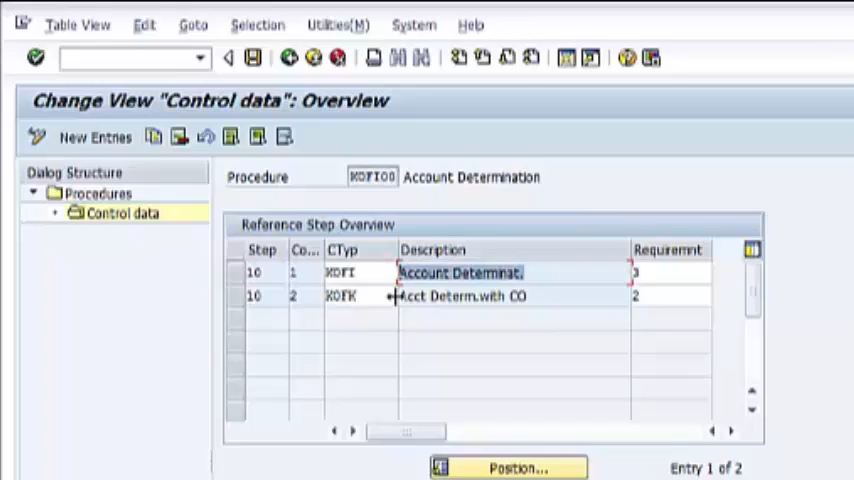 Table View Edit Goto Selection Utilities(M) System Help
Change View "Control data": Overview
New Entries
Dialog Structure
Procedures
Control data
Procedure KOFI00 Account Determination
Reference Step Overview
Step Co... CTyp Description Requiremnt
10 1 KOFI Account Determinat. 3
10 2 KOFK Acct Determ.with CO 2
Position...
Entry 1 of 2